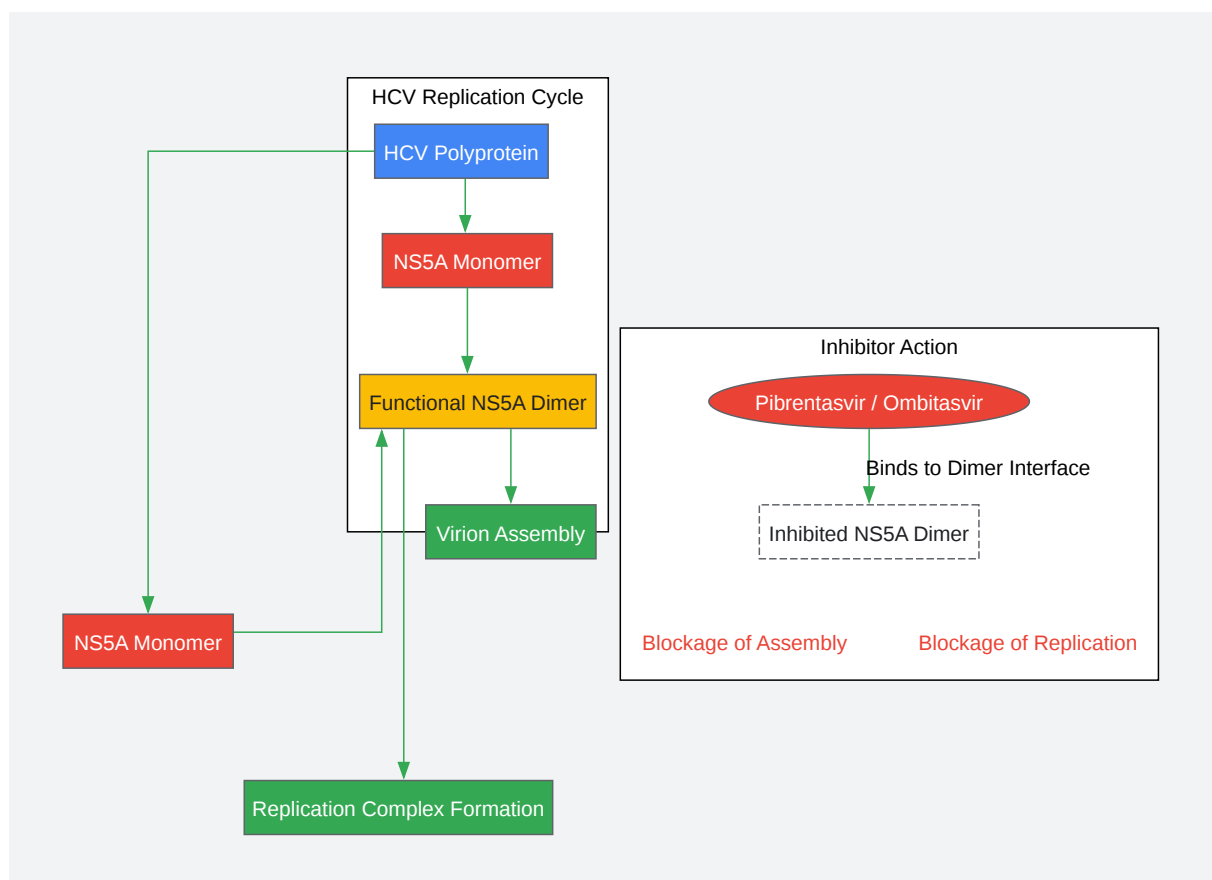 HCV Replication Cycle
HCV Polyprotein
NS5A Monomer
Functional NS5A Dimer
Virion Assembly
NS5A Monomer
Replication Complex Formation
Inhibitor Action
Pibrentasvir / Ombitasvir
Binds to Dimer Interface
Inhibited NS5A Dimer
Blockage of Assembly
Blockage of Replication